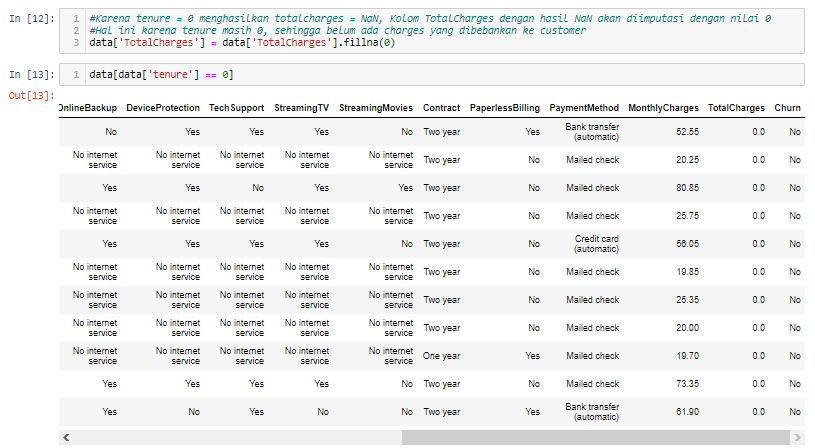 In [12]: 1 #Karena tenure = 0 menghasilkan totalcharges = NaN, Kolom TotalCharges dengan hasil NaN akan diimputasi dengan nilai 0
2 #Hal ini karena tenure masih 0, sehingga belum ada charges yang dibebankan ke customer
3 data['TotalCharges'] = data['TotalCharges'].fillna(0)
In [13]: 1 data[data['tenure'] == 0]
Out[13]:
OnlineBackup DeviceProtection TechSupport StreamingTV StreamingMovies Contract PaperlessBilling PaymentMethod MonthlyCharges TotalCharges Churn
No Yes Yes Yes No Two year Yes Bank transfer (automatic) 52.55 0.0 No
No internet service No internet service No internet service No internet service No internet service Two year No Mailed check 20.25 0.0 No
Yes Yes No Yes Yes Two year No Mailed check 80.85 0.0 No
No internet service No internet service No internet service No internet service No internet service Two year No Mailed check 25.75 0.0 No
Yes Yes Yes Yes No Two year No Credit card (automatic) 56.05 0.0 No
No internet service No internet service No internet service No internet service No internet service Two year No Mailed check 19.85 0.0 No
No internet service No internet service No internet service No internet service No internet service Two year No Mailed check 25.35 0.0 No
No internet service No internet service No internet service No internet service No internet service Two year No Mailed check 20.00 0.0 No
No internet service No internet service No internet service No internet service No internet service One year Yes Mailed check 19.70 0.0 No
Yes Yes Yes Yes No Two year No Mailed check 73.35 0.0 No
Yes No Yes No No Two year Yes Bank transfer (automatic) 61.90 0.0 No